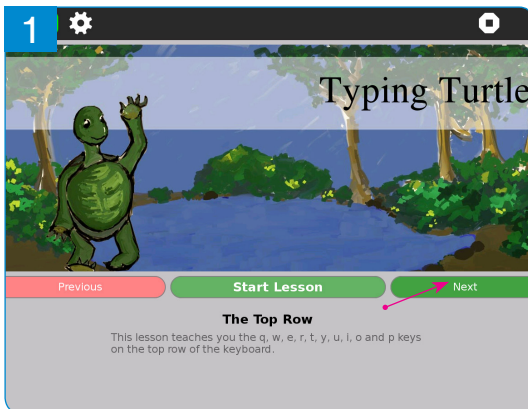 1
Typing Turtle
Previous
Start Lesson
Next
The Top Row
This lesson teaches you the q, w, e, r, t, y, u, i, o and p keys
on the top row of the keyboard.